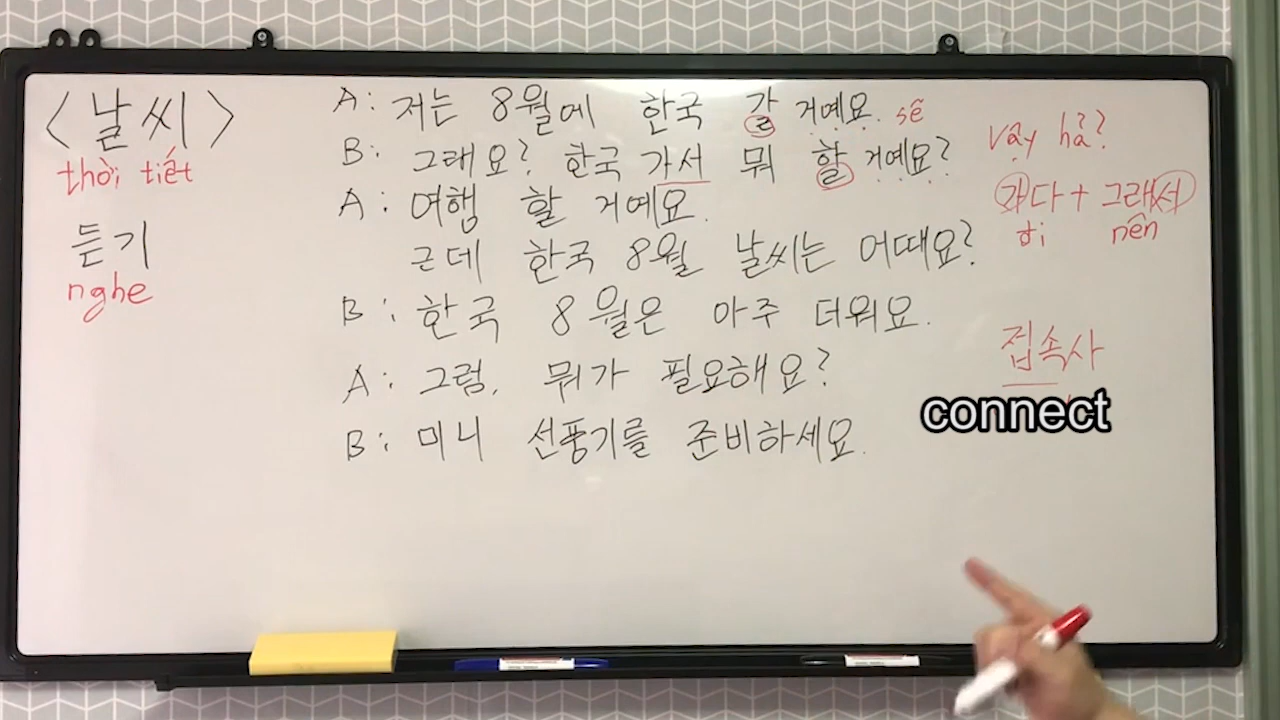 <날씨>
thời tiết
듣기
nghe
A: 저는 8월에 한국 갈 거예요. sẽ
B: 그래요? 한국 가서 뭐 할 거예요?
A: 여행 할 거예요.
근데 한국 8월 날씨는 어때요?
B: 한국 8월은 아주 더워요.
A: 그럼, 뭐가 필요해요?
B: 미니 선풍기를 준비하세요.
vậy hả?
가다 + 그래서
đi nên
접속사
connect